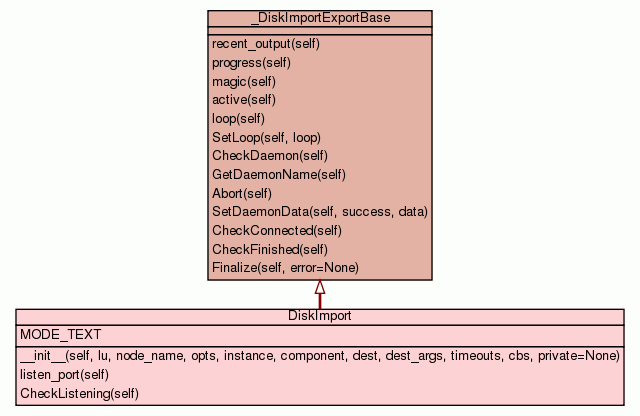 _DiskImportExportBase
recent_output(self)
progress(self)
magic(self)
active(self)
loop(self)
SetLoop(self, loop)
CheckDaemon(self)
GetDaemonName(self)
Abort(self)
SetDaemonData(self, success, data)
CheckConnected(self)
CheckFinished(self)
Finalize(self, error=None)
DiskImport
MODE_TEXT
__init__(self, lu, node_name, opts, instance, component, dest, dest_args, timeouts, cbs, private=None)
listen_port(self)
CheckListening(self)